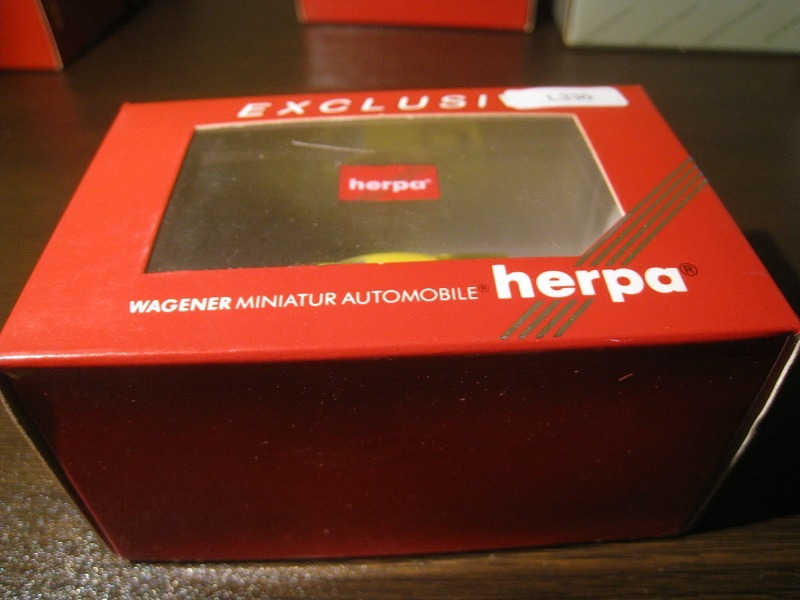 EXCLUSI
herpa®
WAGENER MINIATUR AUTOMOBILE® herpa®